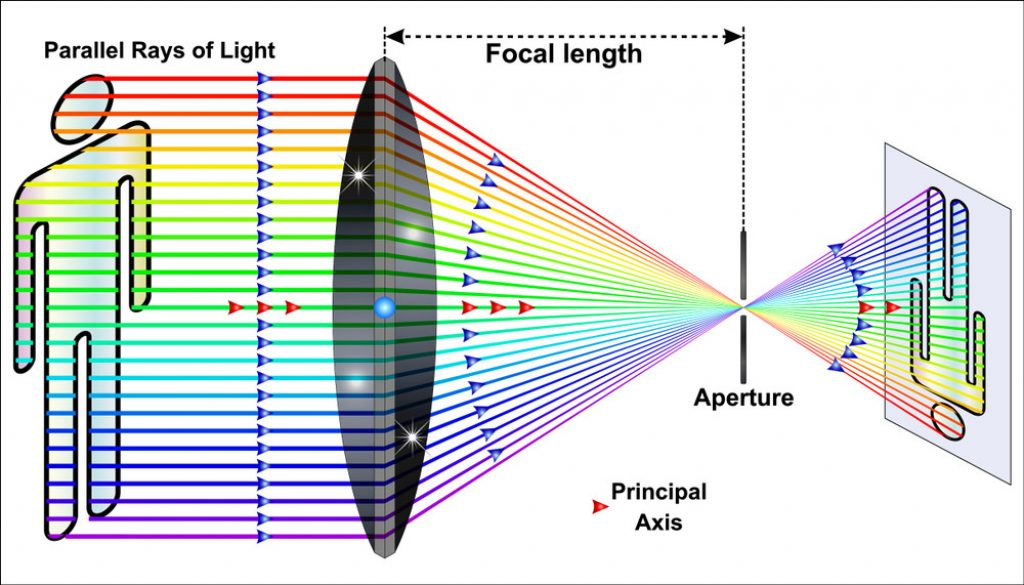 Parallel Rays of Light
Focal length
Aperture
Principal
Axis